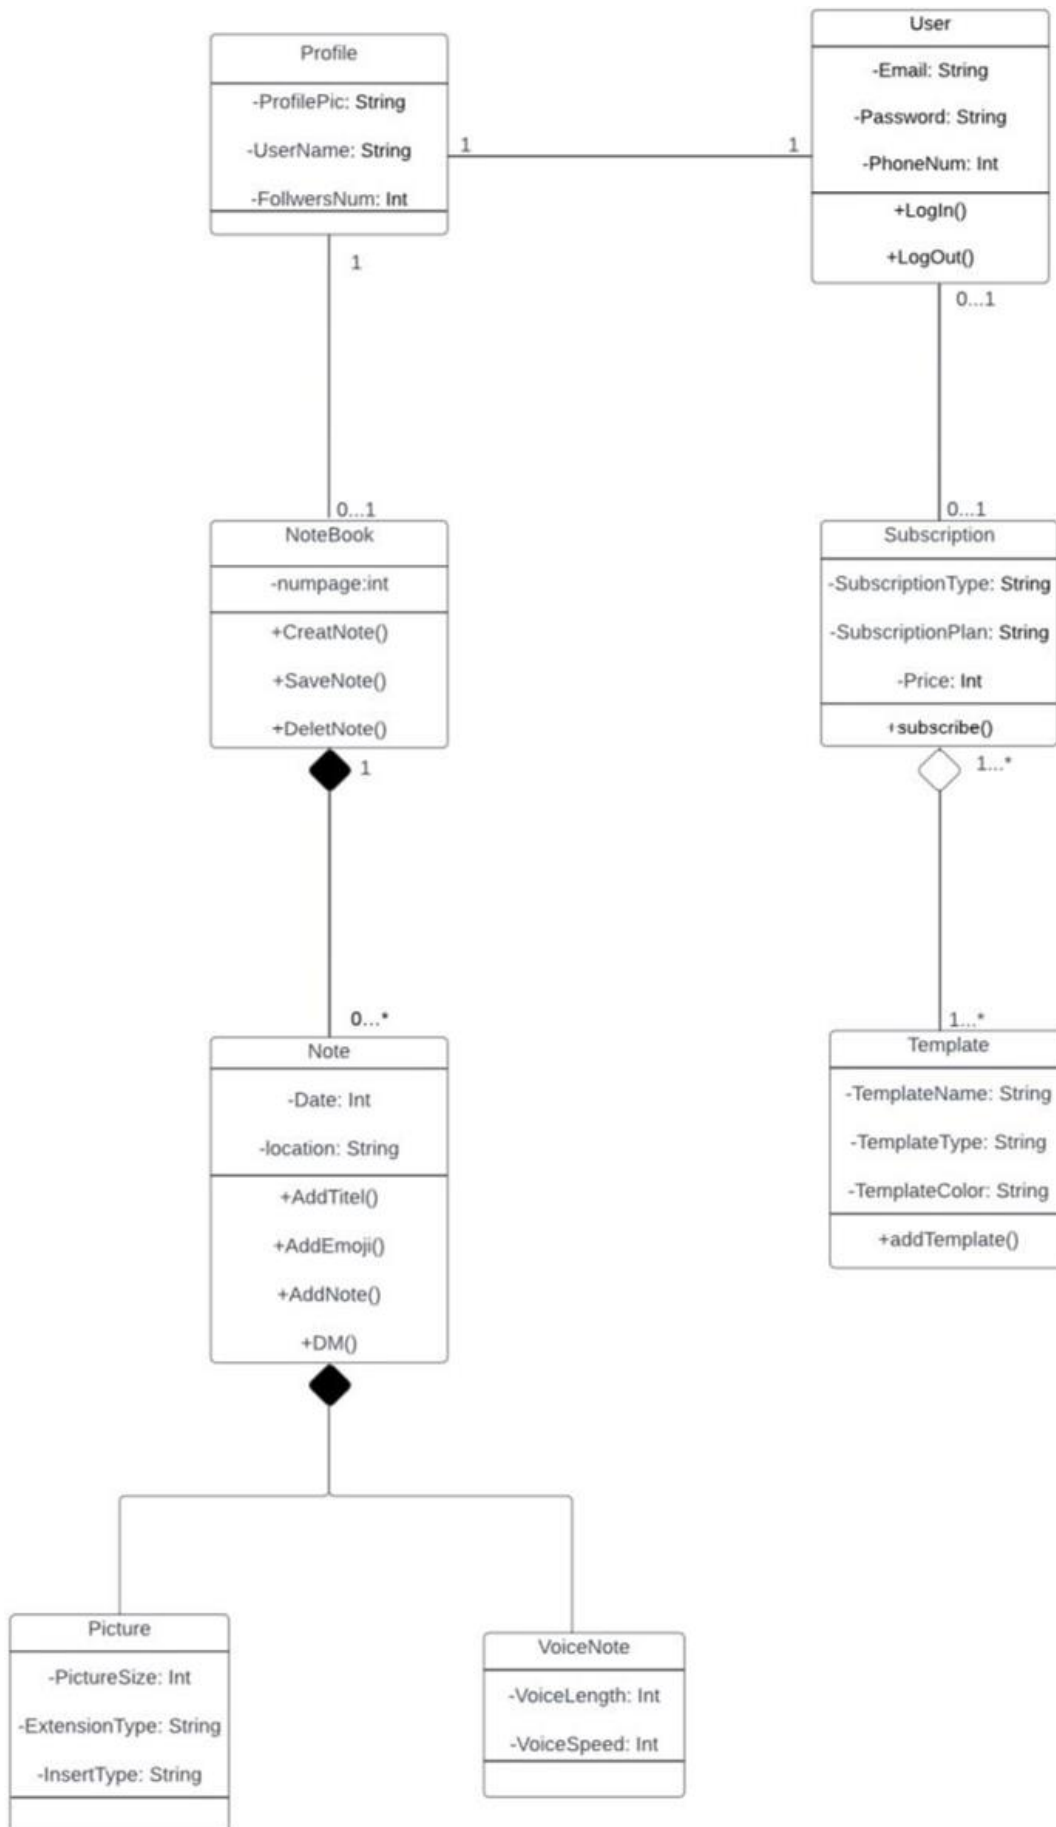 Profile
-ProfilePic: String
-UserName: String
-FollwersNum: Int
1
1
User
-Email: String
-Password: String
-PhoneNum: Int
+LogIn()
+LogOut()
1
0...1
0...1
NoteBook
-numpage:int
+CreatNote()
+SaveNote()
+DeletNote()
1
0...1
Subscription
-SubscriptionType: String
-SubscriptionPlan: String
-Price: Int
+subscribe()
1...*
0...*
Note
-Date: Int
-location: String
+AddTitel()
+AddEmoji()
+AddNote()
+DM()
1...*
Template
-TemplateName: String
-TemplateType: String
-TemplateColor: String
+addTemplate()
Picture
-PictureSize: Int
-ExtensionType: String
-InsertType: String
VoiceNote
-VoiceLength: Int
-VoiceSpeed: Int